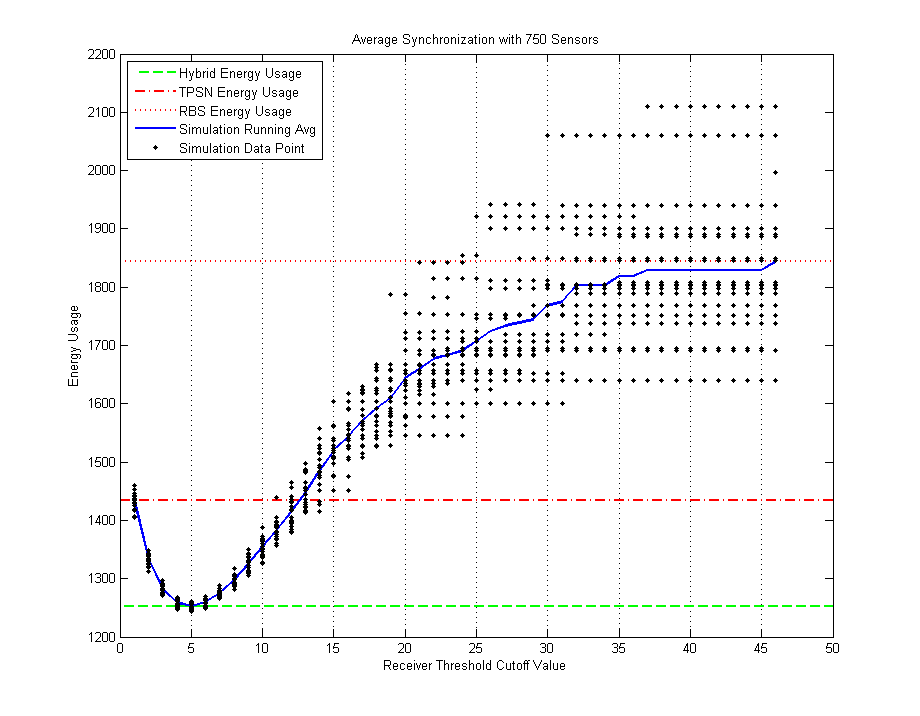 Average Synchronization with 750 Sensors
2200
2100
2000
1900
1800
1700
1600
1500
1400
1300
1200
Energy Usage
Hybrid Energy Usage
TPSN Energy Usage
RBS Energy Usage
Simulation Running Avg
Simulation Data Point
0 5 10 15 20 25 30 35 40 45 50
Receiver Threshold Cutoff Value